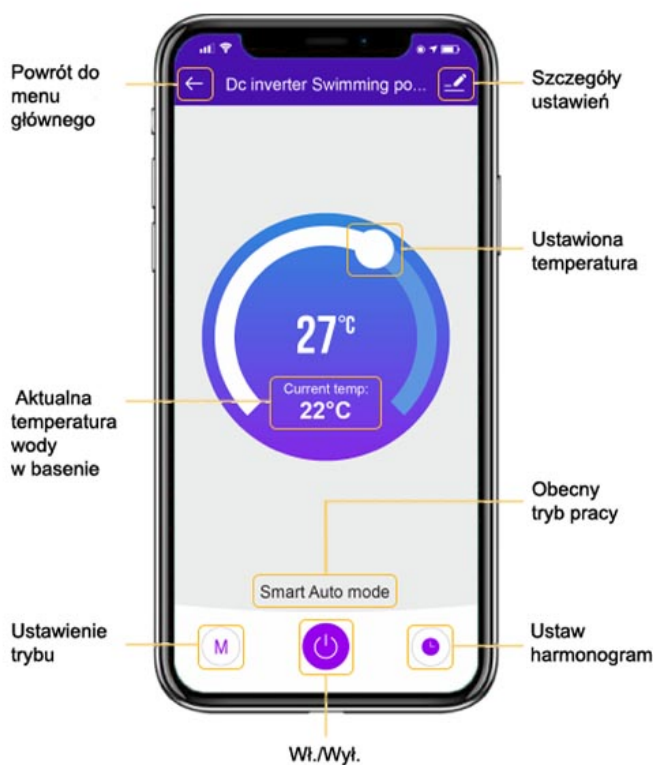 Powrót do
menu
głównego
Dc inverter Swimming po...
Szczegóły
ustawień
Ustawiona
temperatura
27°C
Current temp:
22°C
Aktualna
temperatura
wody
w basenie
Obecny
tryb pracy
Smart Auto mode
Ustawienie
trybu
M
Ustaw
harmonogram
Wł./Wył.